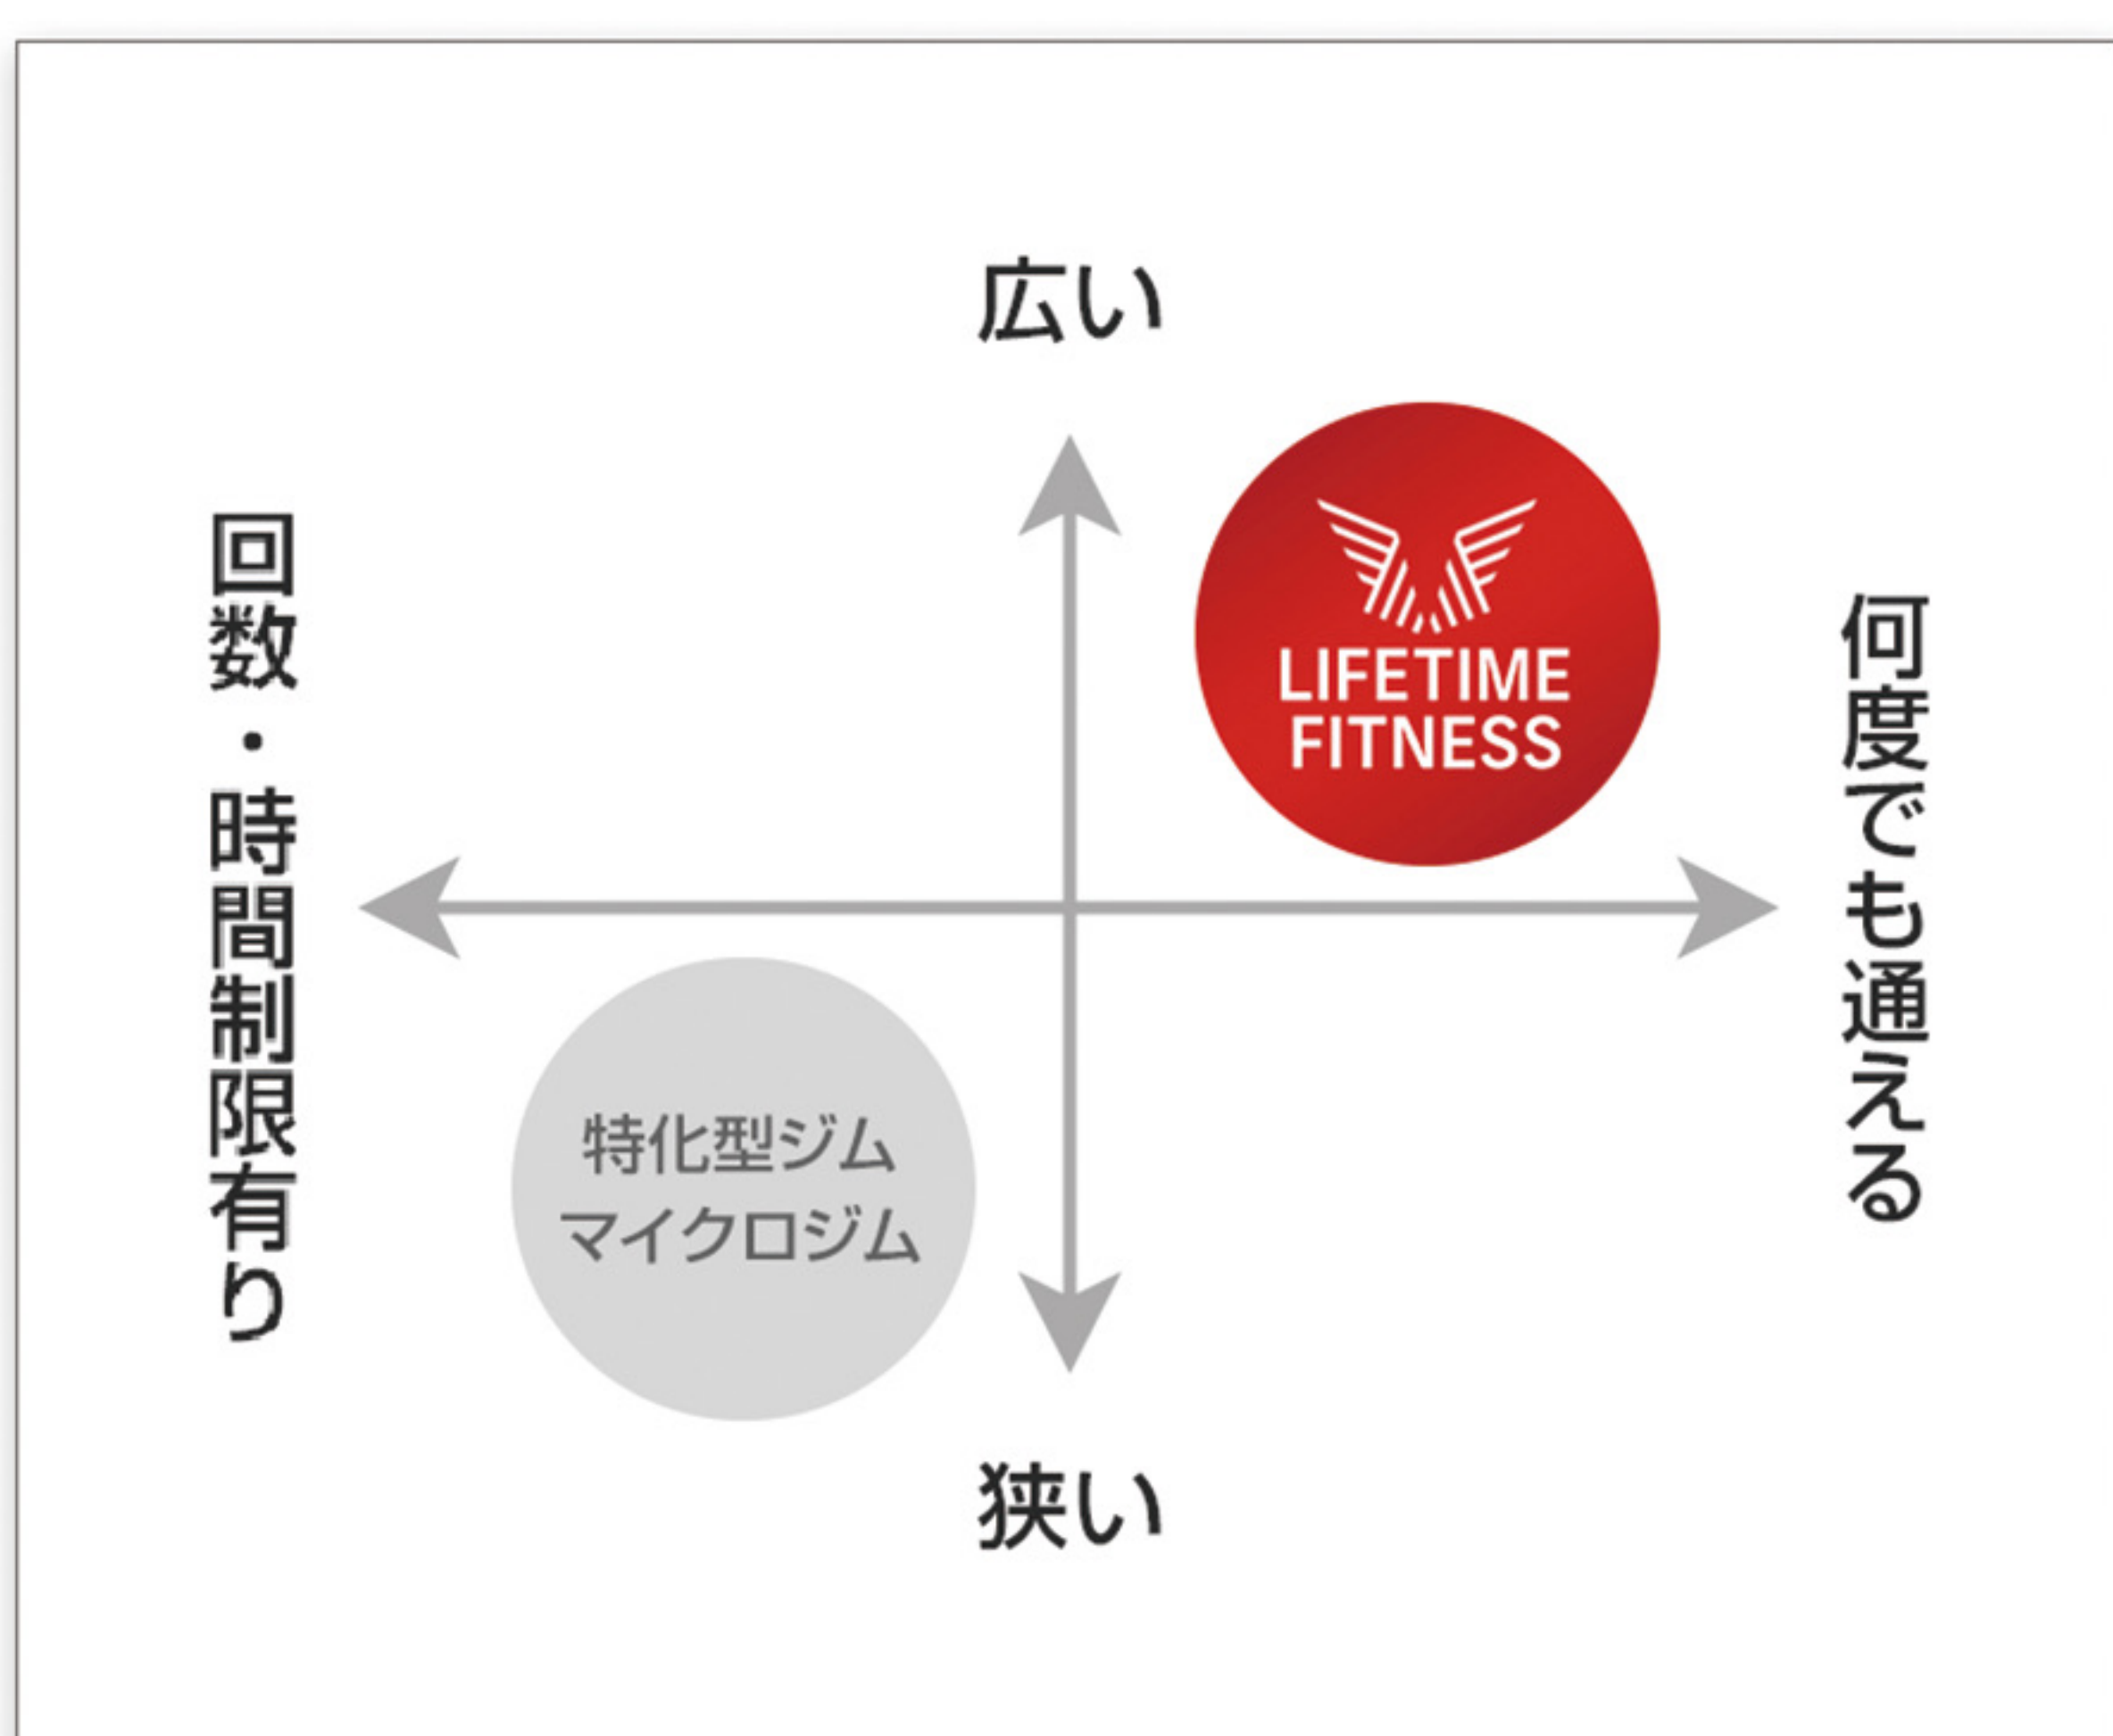 広い
回数・時間制限有り
LIFETIME
FITNESS
何度でも通える
特化型ジム
マイクロジム
狭い